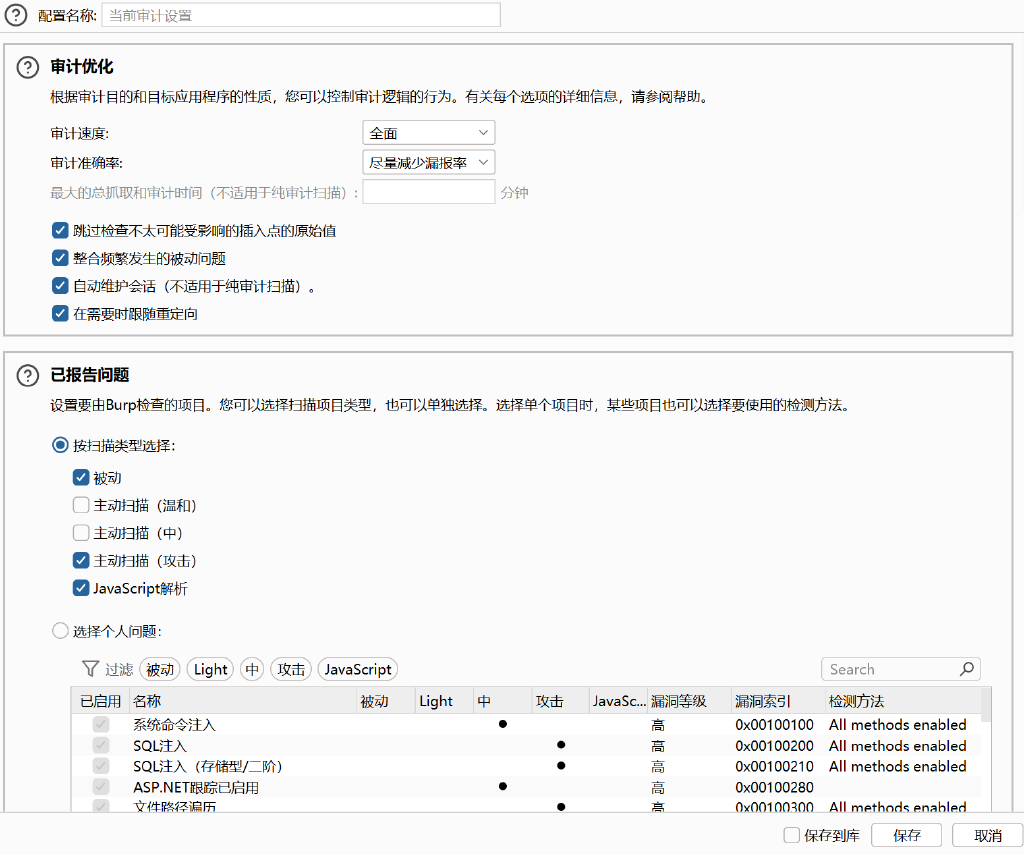 配置名称: 当前审计设置
审计优化
根据审计目的和目标应用程序的性质，您可以控制审计逻辑的行为。有关每个选项的详细信息，请参阅帮助。
审计速度: 全面
审计准确率: 尽量减少漏报率
最大的总抓取和审计时间（不适用于纯审计扫描）: 分钟
跳过检查不太可能受影响的插入点的原始值
整合频繁发生的被动问题
自动维护会话（不适用于纯审计扫描）。
在需要时跟随重定向
已报告问题
设置要由Burp检查的项目。您可以选择扫描项目类型，也可以单独选择。选择单个项目时，某些项目也可以选择要使用的检测方法。
按扫描类型选择:
被动
主动扫描（温和）
主动扫描（中）
主动扫描（攻击）
JavaScript解析
选择个人问题:
过滤 被动 Light 中 攻击 JavaScript Search
已启用 名称 被动 Light 中 攻击 JavaSc... 漏洞等级 漏洞索引 检测方法
系统命令注入 高 0x00100100 All methods enabled
SQL注入 高 0x00100200 All methods enabled
SQL注入（存储型/二阶） 高 0x00100210 All methods enabled
ASP.NET跟踪已启用 高 0x00100280
文件路径遍历 高 0x00100300 All methods enabled
保存到库 保存 取消